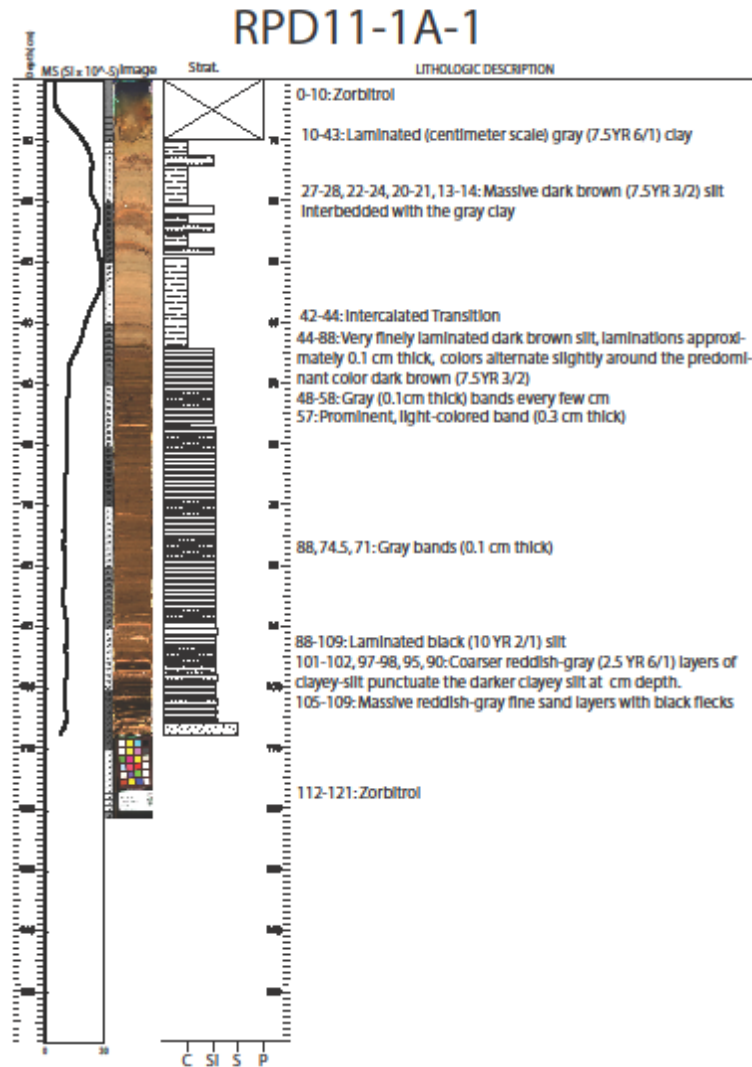 RPD11-1A-1
Depth(cm) MS (SI x 10^-5) Image Strat. LITHOLOGIC DESCRIPTION
0-10: Zorbitrol
10-43: Laminated (centimeter scale) gray (7.5YR 6/1) clay
27-28, 22-24, 20-21, 13-14: Massive dark brown (7.5YR 3/2) silt
interbedded with the gray clay
42-44: Intercalated Transition
44-88: Very finely laminated dark brown silt, laminations approxi-
mately 0.1 cm thick, colors alternate slightly around the predomi-
nant color dark brown (7.5YR 3/2)
48-58: Gray (0.1cm thick) bands every few cm
57: Prominent, light-colored band (0.3 cm thick)
88, 74.5, 71: Gray bands (0.1 cm thick)
88-109: Laminated black (10 YR 2/1) silt
101-102, 97-98, 95, 90: Coarser reddish-gray (2.5 YR 6/1) layers of
clayey-silt punctuate the darker clayey silt at cm depth.
105-109: Massive reddish-gray fine sand layers with black flecks
112-121: Zorbitrol
0 30
C SI S P